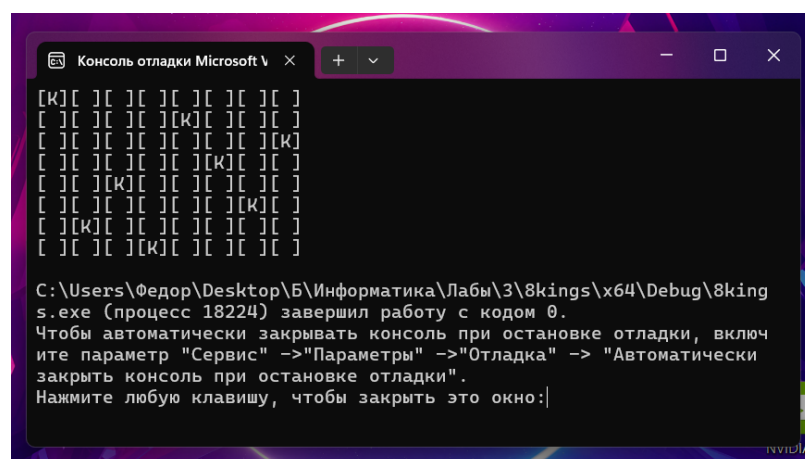 Консоль отладки Microsoft V
[K][ ][ ][ ][ ][ ][ ][ ]
[ ][ ][ ][ ][K][ ][ ][ ]
[ ][ ][ ][ ][ ][ ][ ][K]
[ ][ ][ ][ ][ ][K][ ][ ]
[ ][ ][K][ ][ ][ ][ ][ ]
[ ][ ][ ][ ][ ][ ][K][ ]
[ ][K][ ][ ][ ][ ][ ][ ]
[ ][ ][ ][K][ ][ ][ ][ ]
C:\Users\Федор\Desktop\Б\Информатика\Лабы\3\8kings\x64\Debug\8king
s.exe (процесс 18224) завершил работу с кодом 0.
Чтобы автоматически закрывать консоль при остановке отладки, включ
ите параметр "Сервис" ->"Параметры" ->"Отладка" -> "Автоматически
закрыть консоль при остановке отладки".
Нажмите любую клавишу, чтобы закрыть это окно: